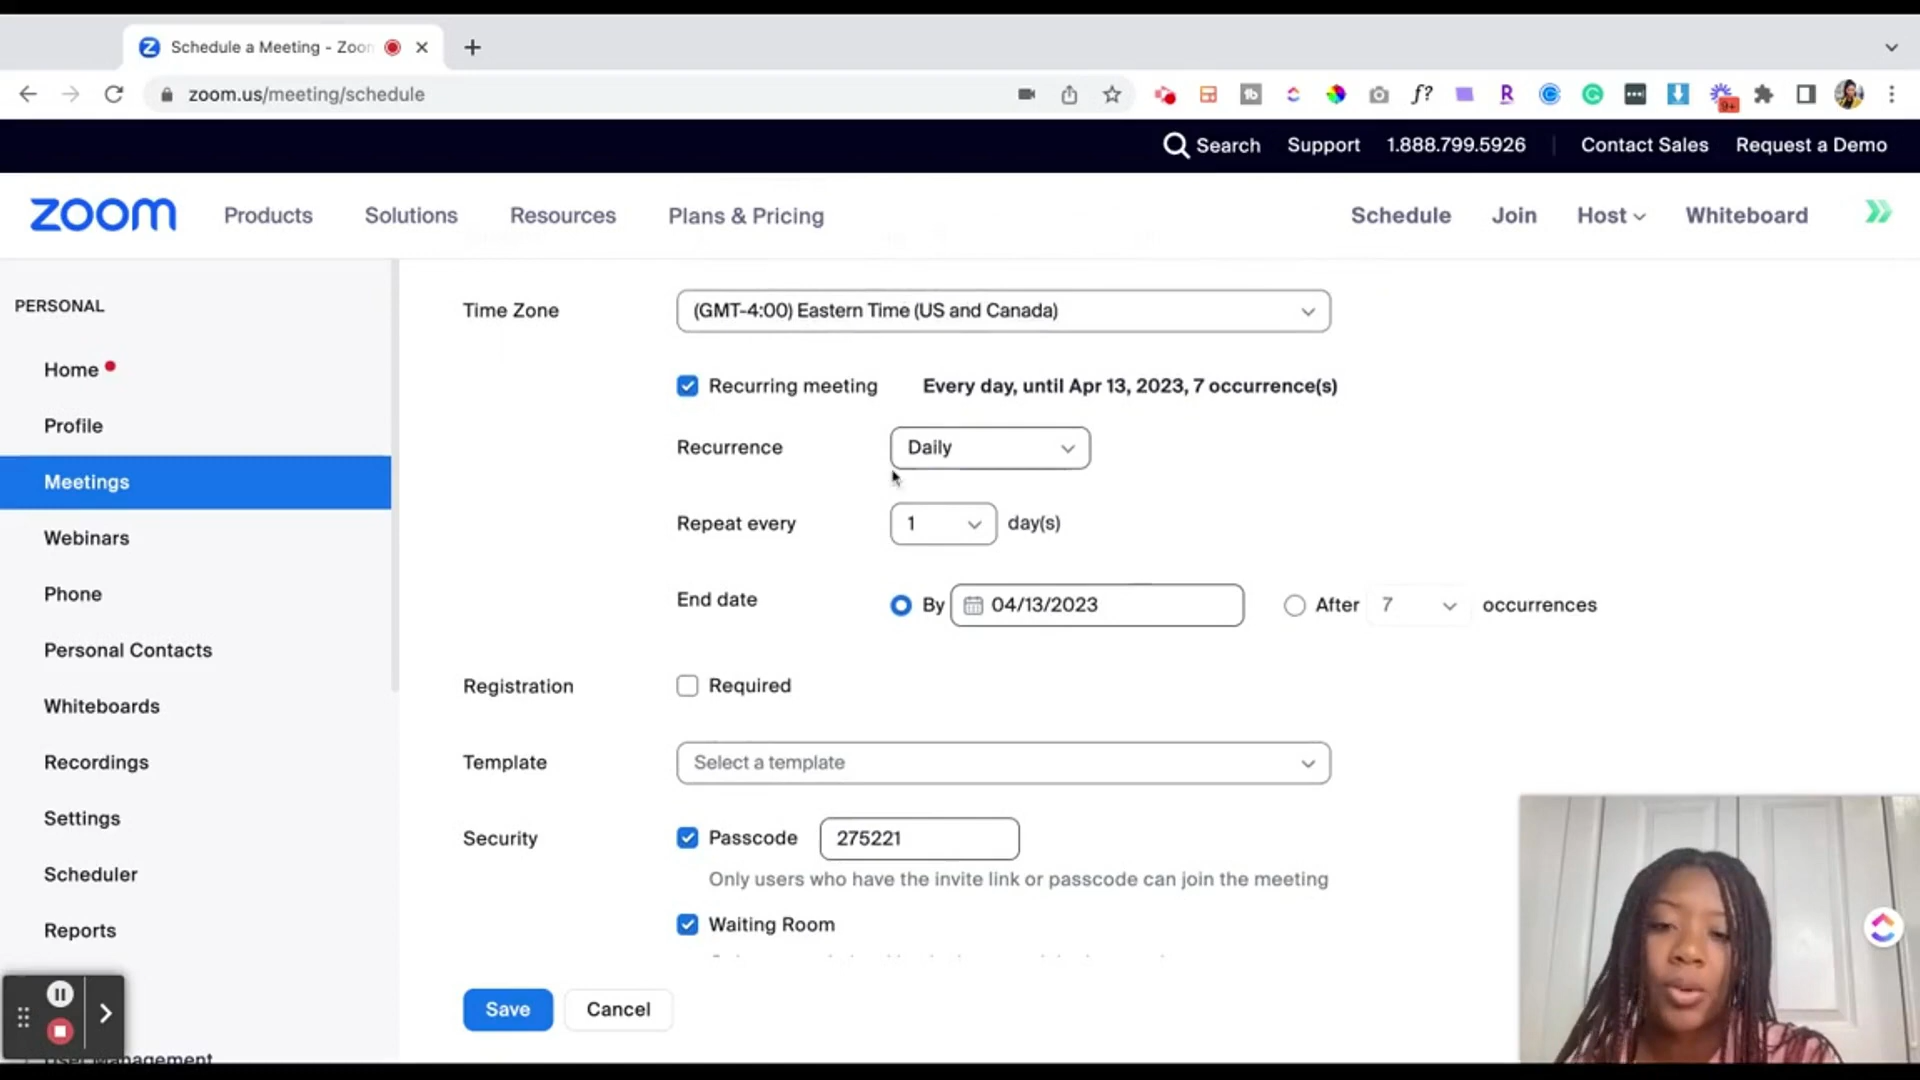 Schedule a Meeting - Zoom
zoom.us/meeting/schedule
9+
Search Support 1.888.799.5926 Contact Sales Request a Demo
zoom Products Solutions Resources Plans & Pricing Schedule Join Host Whiteboard
PERSONAL
Home
Profile
Meetings
Webinars
Phone
Personal Contacts
Whiteboards
Recordings
Settings
Scheduler
Reports
User Management
Time Zone (GMT-4:00) Eastern Time (US and Canada)
Recurring meeting Every day, until Apr 13, 2023, 7 occurrence(s)
Recurrence Daily
Repeat every 1 day(s)
End date By 04/13/2023 After 7 occurrences
Registration Required
Template Select a template
Security Passcode 275221
Only users who have the invite link or passcode can join the meeting
Waiting Room
Save Cancel